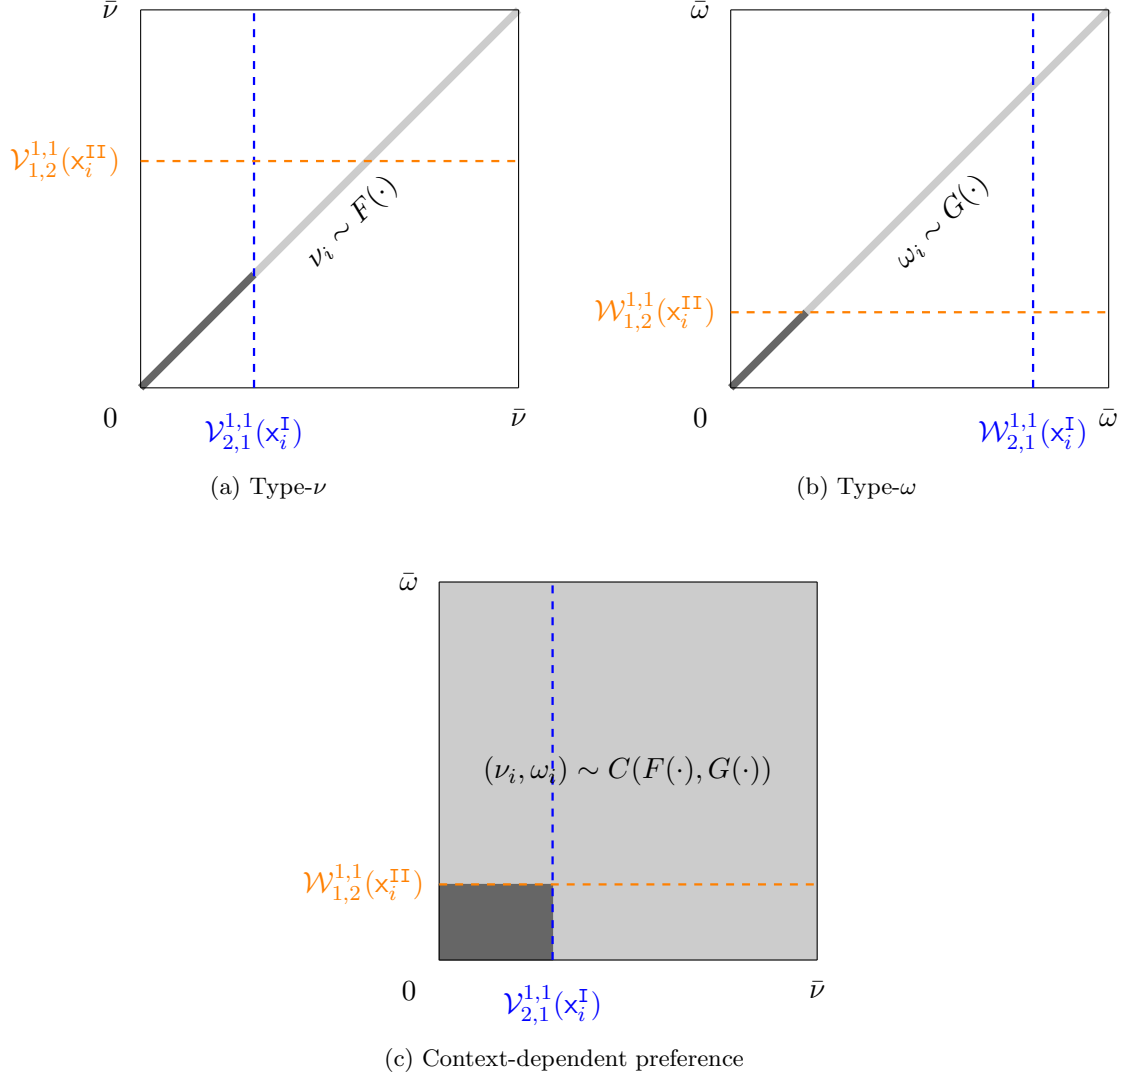 ν̄ ω̄
𝒱^{1,1}_{1,2}(x_i^{II})
ν_i ∼ F(·) ω_i ∼ G(·)
𝒲^{1,1}_{1,2}(x_i^{II})
0 ν̄ 0 ω̄
𝒱^{1,1}_{2,1}(x_i^{I}) 𝒲^{1,1}_{2,1}(x_i^{I})
(a) Type-ν (b) Type-ω
ω̄
(ν_i, ω_i) ∼ C(F(·), G(·))
𝒲^{1,1}_{1,2}(x_i^{II})
0 ν̄
𝒱^{1,1}_{2,1}(x_i^{I})
(c) Context-dependent preference